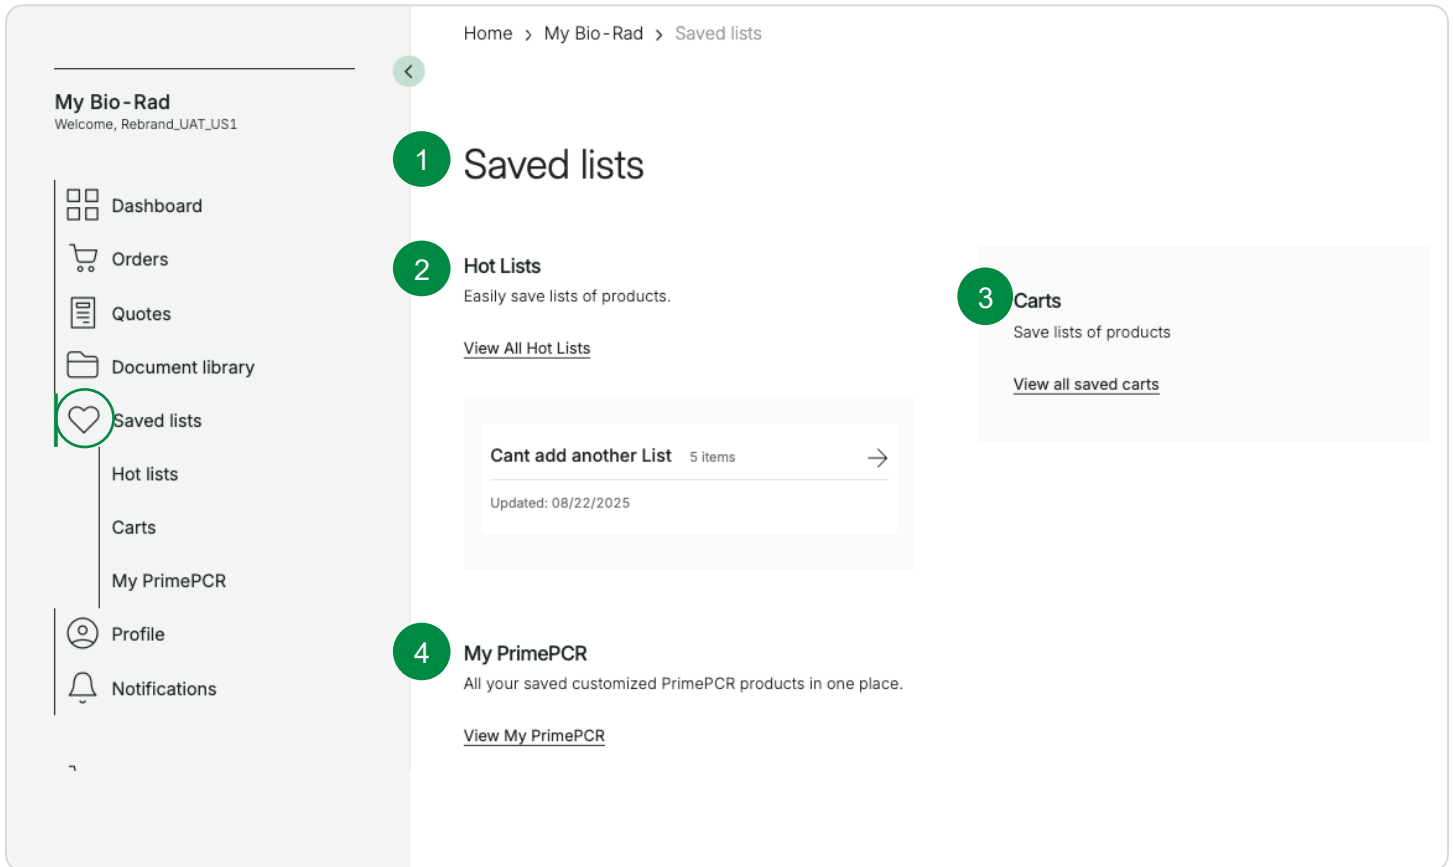 Home > My Bio-Rad > Saved lists
My Bio-Rad
Welcome, Rebrand_UAT_US1
Dashboard
Orders
Quotes
Document library
Saved lists
Hot lists
Carts
My PrimePCR
Profile
Notifications
1 Saved lists
2 Hot Lists
Easily save lists of products.
View All Hot Lists
Cant add another List 5 items
Updated: 08/22/2025
3 Carts
Save lists of products
View all saved carts
4 My PrimePCR
All your saved customized PrimePCR products in one place.
View My PrimePCR